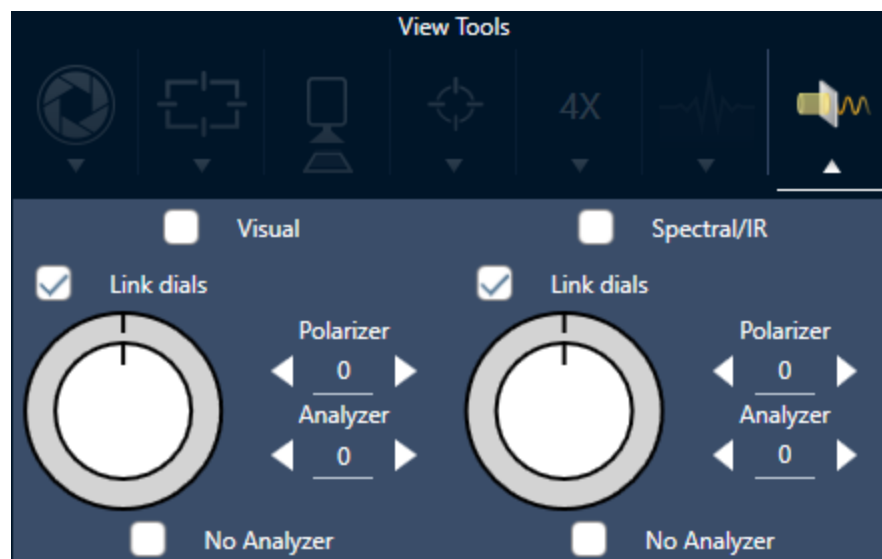 View Tools
4X
Visual
Spectral/IR
Link dials
Link dials
Polarizer
0
Analyzer
0
Polarizer
0
Analyzer
0
No Analyzer
No Analyzer